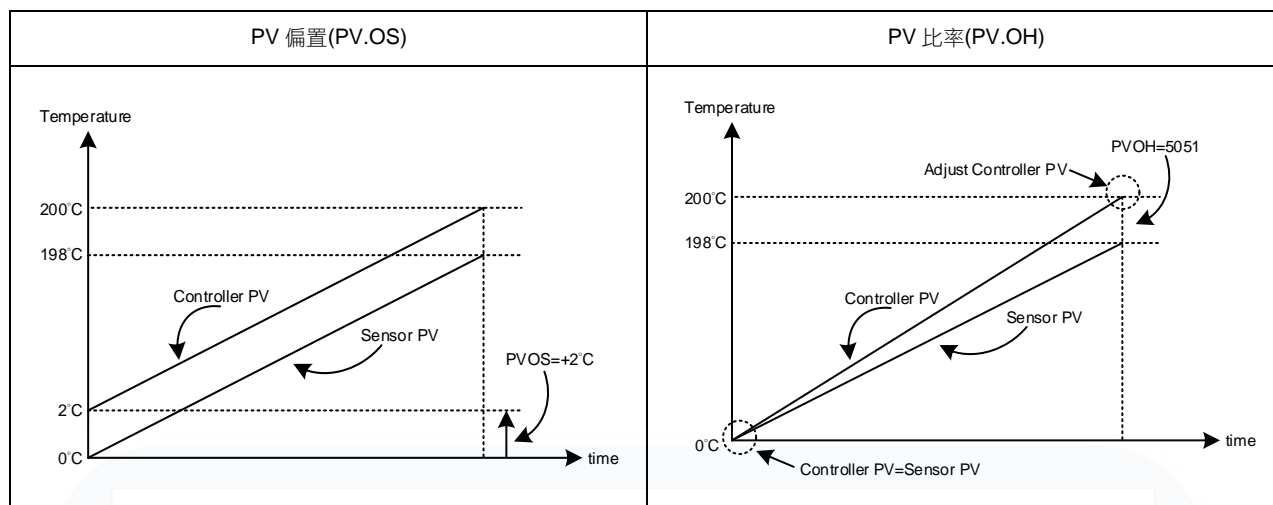 PV 偏置(PV.OS)
PV 比率(PV.OH)
Temperature
200°C
198°C
Controller PV
Sensor PV
PVOS=+2°C
2°C
0°C
time
Temperature
PVOH=5051
Adjust Controller PV
200°C
198°C
Controller PV
Sensor PV
0°C
time
Controller PV=Sensor PV